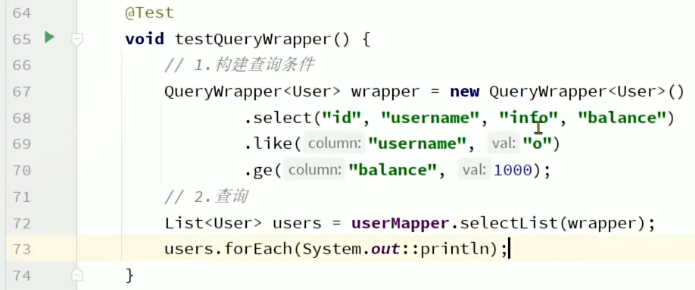 64 @Test
65 void testQueryWrapper() {
66 // 1.构建查询条件
67 QueryWrapper<User> wrapper = new QueryWrapper<User>()
68 .select("id", "username", "info", "balance")
69 .like( column: "username", val: "o")
70 .ge( column: "balance", val: 1000);
71 // 2.查询
72 List<User> users = userMapper.selectList(wrapper);
73 users.forEach(System.out::println);
74 }